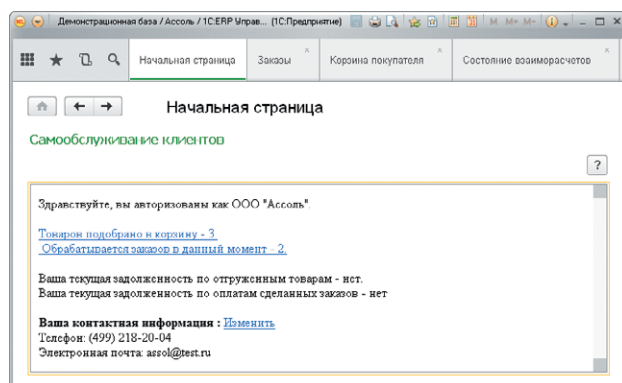 Демонстрационная база / Ассоль / 1С:ERP Управ... (1С:Предприятие) M M+ M-
Начальная страница Заказы Корзина покупателя Состояние взаиморасчетов
Начальная страница
Самообслуживание клиентов
?
Здравствуйте, вы авторизованы как ООО "Ассоль".
Товаров подобрано в корзину - 3
Обрабатывается заказов в данный момент - 2.
Ваша текущая задолженность по отгруженным товарам - нет.
Ваша текущая задолженность по оплатам сделанных заказов - нет
Ваша контактная информация : Изменить
Телефон: (499) 218-20-04
Электронная почта: assol@test.ru